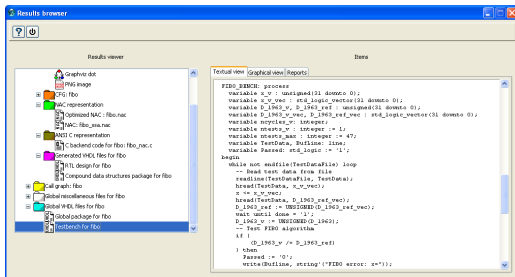 Results browser
Results viewer
Items
Graphviz dot
PNG image
CFG: fibo
NAC representation
Optimized NAC : fibo.nac
NAC: fibo_ssa.nac
ANSI C representation
C backend code for fibo: fibo_nac.c
Generated VHDL files for fibo
RTL design for fibo
Compound data structures package for fibo
Call graph: fibo
Global miscellaneous files for fibo
Global VHDL files for fibo
Global package for fibo
Testbench for fibo
Textual view Graphical view Reports
FIBO_BENCH: process
variable x_v : unsigned(31 downto 0);
variable x_v_vec : std_logic_vector(31 downto 0);
variable D_1963_v, D_1963_ref : unsigned(31 downto 0);
variable D_1963_v_vec, D_1963_ref_vec : std_logic_vector(31 downto 0);
variable ncycles_v: integer;
variable ntests_v : integer := 1;
variable ntests_max : integer := 47;
variable TestData, BufLine: line;
variable Passed: std_logic := '1';
begin
while not endfile(TestDataFile) loop
-- Read test data from file
readline(TestDataFile, TestData);
hread(TestData, x_v_vec);
x <= x_v_vec;
hread(TestData, D_1963_ref_vec);
D_1963_ref := UNSIGNED(D_1963_ref_vec);
wait until done = '1';
D_1963_v := UNSIGNED(D_1963);
-- Test FIBO algorithm
if (
(D_1963_v /= D_1963_ref)
) then
Passed := '0';
write(Bufline, string'("FIBO error: x="));